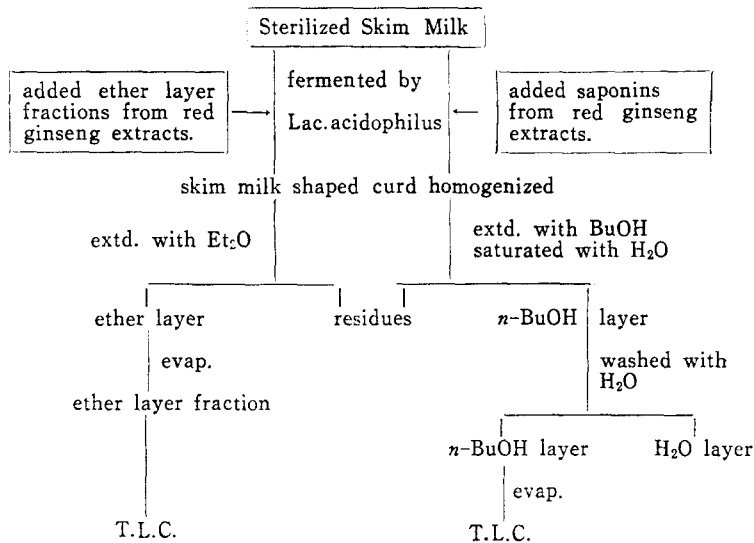 Sterilized Skim Milk
added ether layer
fractions from red
ginseng extracts.
fermented by
Lac.acidophilus
added saponins
from red ginseng
extracts.
skim milk shaped curd homogenized
extd. with Et2O
extd. with BuOH
saturated with H2O
ether layer
residues
n-BuOH layer
evap.
washed with
H2O
ether layer fraction
n-BuOH layer
H2O layer
evap.
T.L.C.
T.L.C.